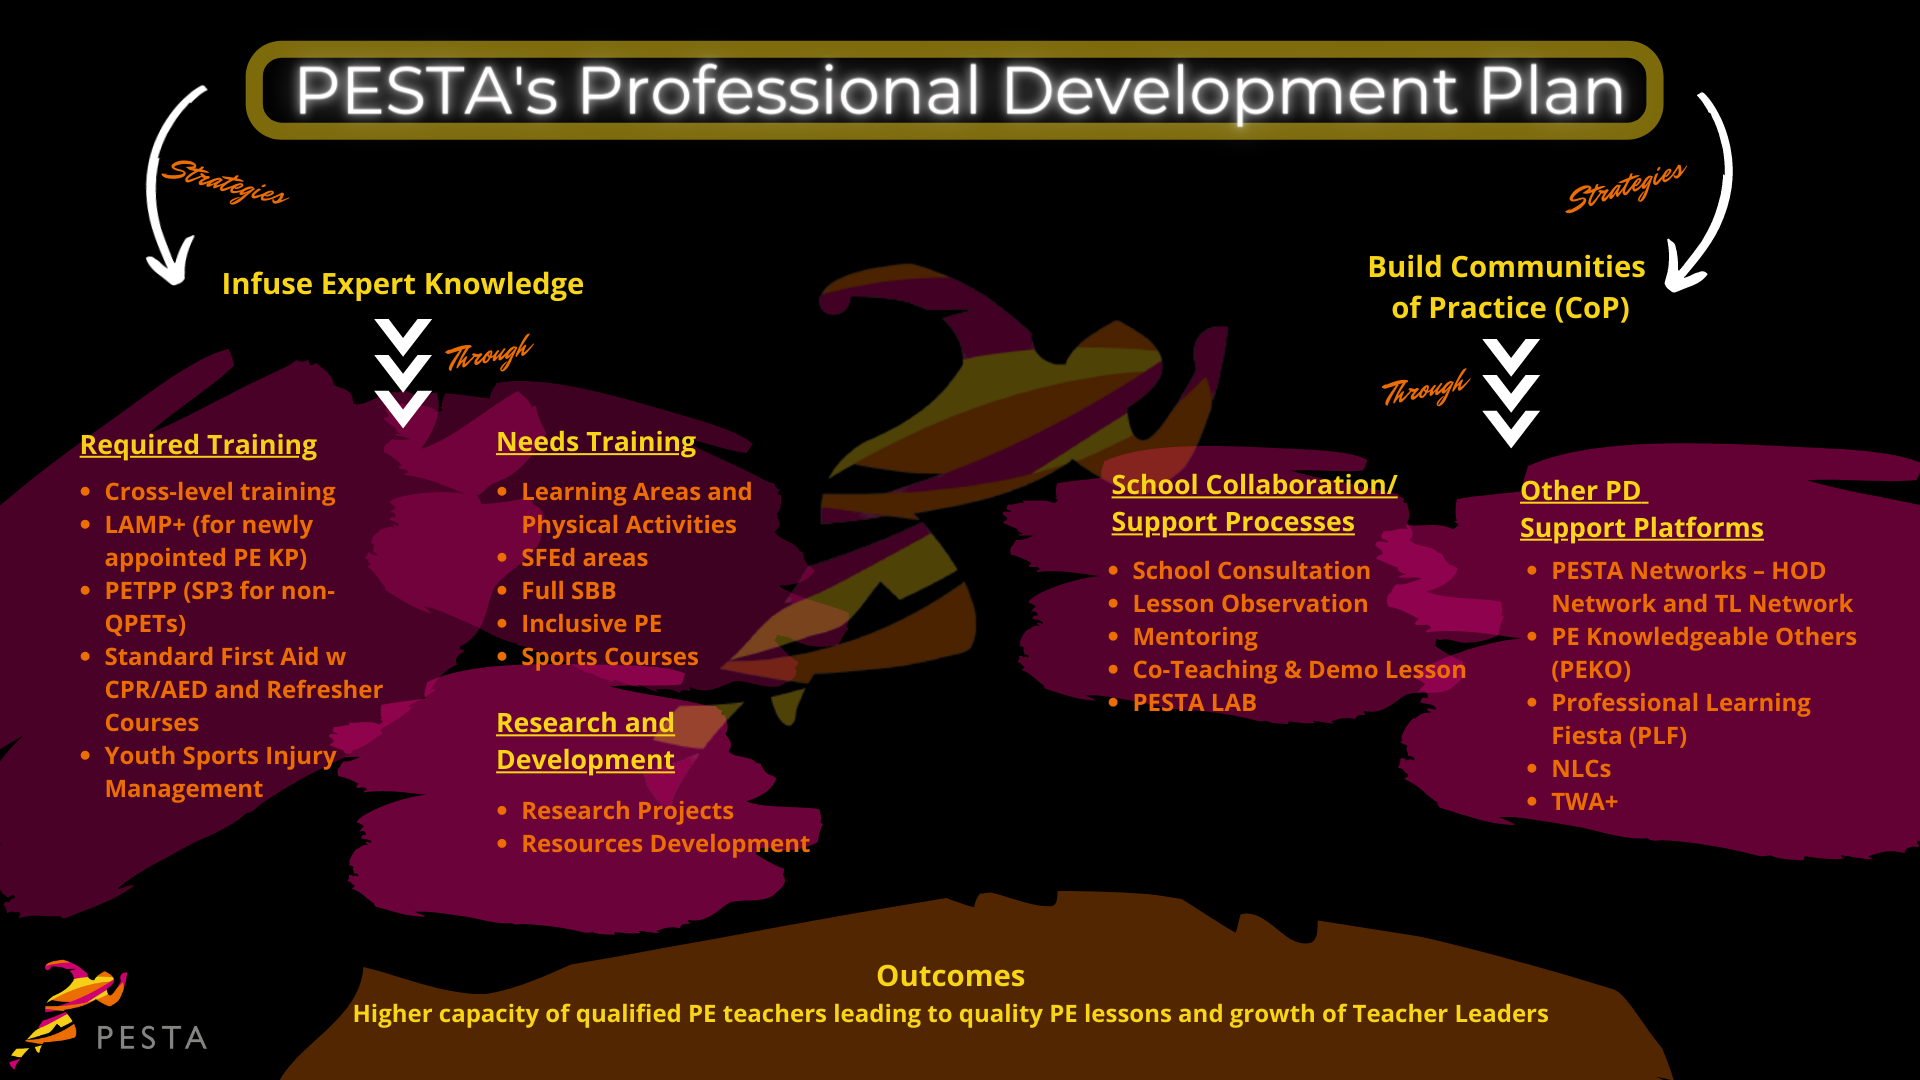 PESTA's Professional Development Plan
Strategies
Strategies
Infuse Expert Knowledge
Through
Build Communities
of Practice (CoP)
Through
Required Training
• Cross-level training
• LAMP+ (for newly
appointed PE KP)
• PETPP (SP3 for non-
QPETs)
• Standard First Aid w
CPR/AED and Refresher
Courses
• Youth Sports Injury
Management
Needs Training
• Learning Areas and
Physical Activities
• SFEd areas
• Full SBB
• Inclusive PE
• Sports Courses
Research and
Development
• Research Projects
• Resources Development
School Collaboration/
Support Processes
• School Consultation
• Lesson Observation
• Mentoring
• Co-Teaching & Demo Lesson
• PESTA LAB
Other PD
Support Platforms
• PESTA Networks – HOD
Network and TL Network
• PE Knowledgeable Others
(PEKO)
• Professional Learning
Fiesta (PLF)
• NLCs
• TWA+
Outcomes
Higher capacity of qualified PE teachers leading to quality PE lessons and growth of Teacher Leaders
PESTA